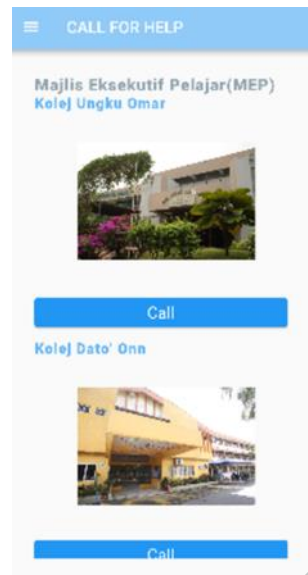 CALL FOR HELP
Majlis Eksekutif Pelajar(MEP)
Kolej Ungku Omar
Call
Kolej Dato' Onn
Call